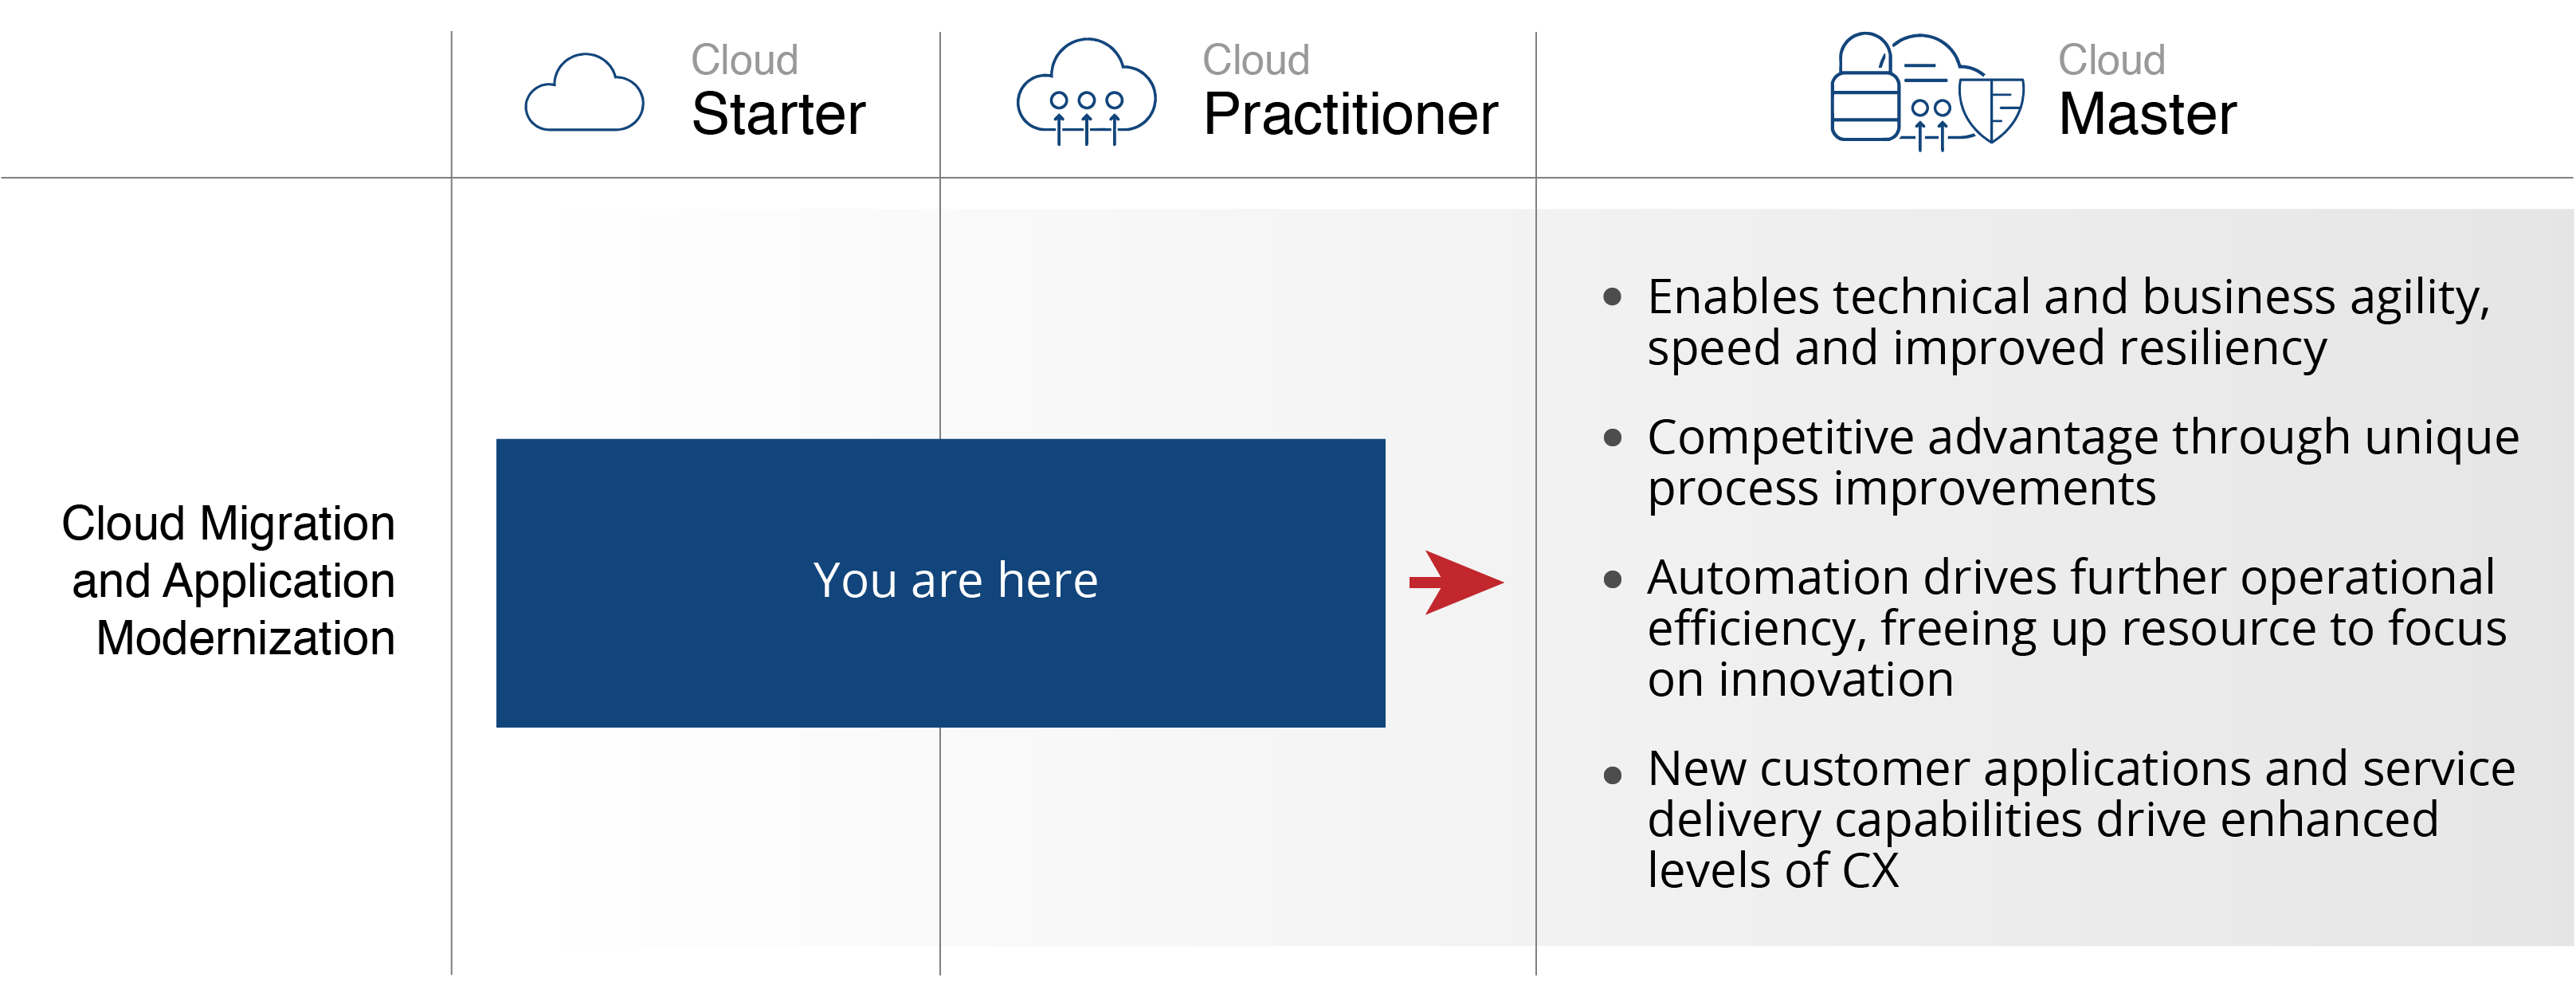 Cloud
Starter
Cloud
Practitioner
Cloud
Master
Cloud Migration
and Application
Modernization
You are here
• Enables technical and business agility,
speed and improved resiliency
• Competitive advantage through unique
process improvements
• Automation drives further operational
efficiency, freeing up resource to focus
on innovation
• New customer applications and service
delivery capabilities drive enhanced
levels of CX